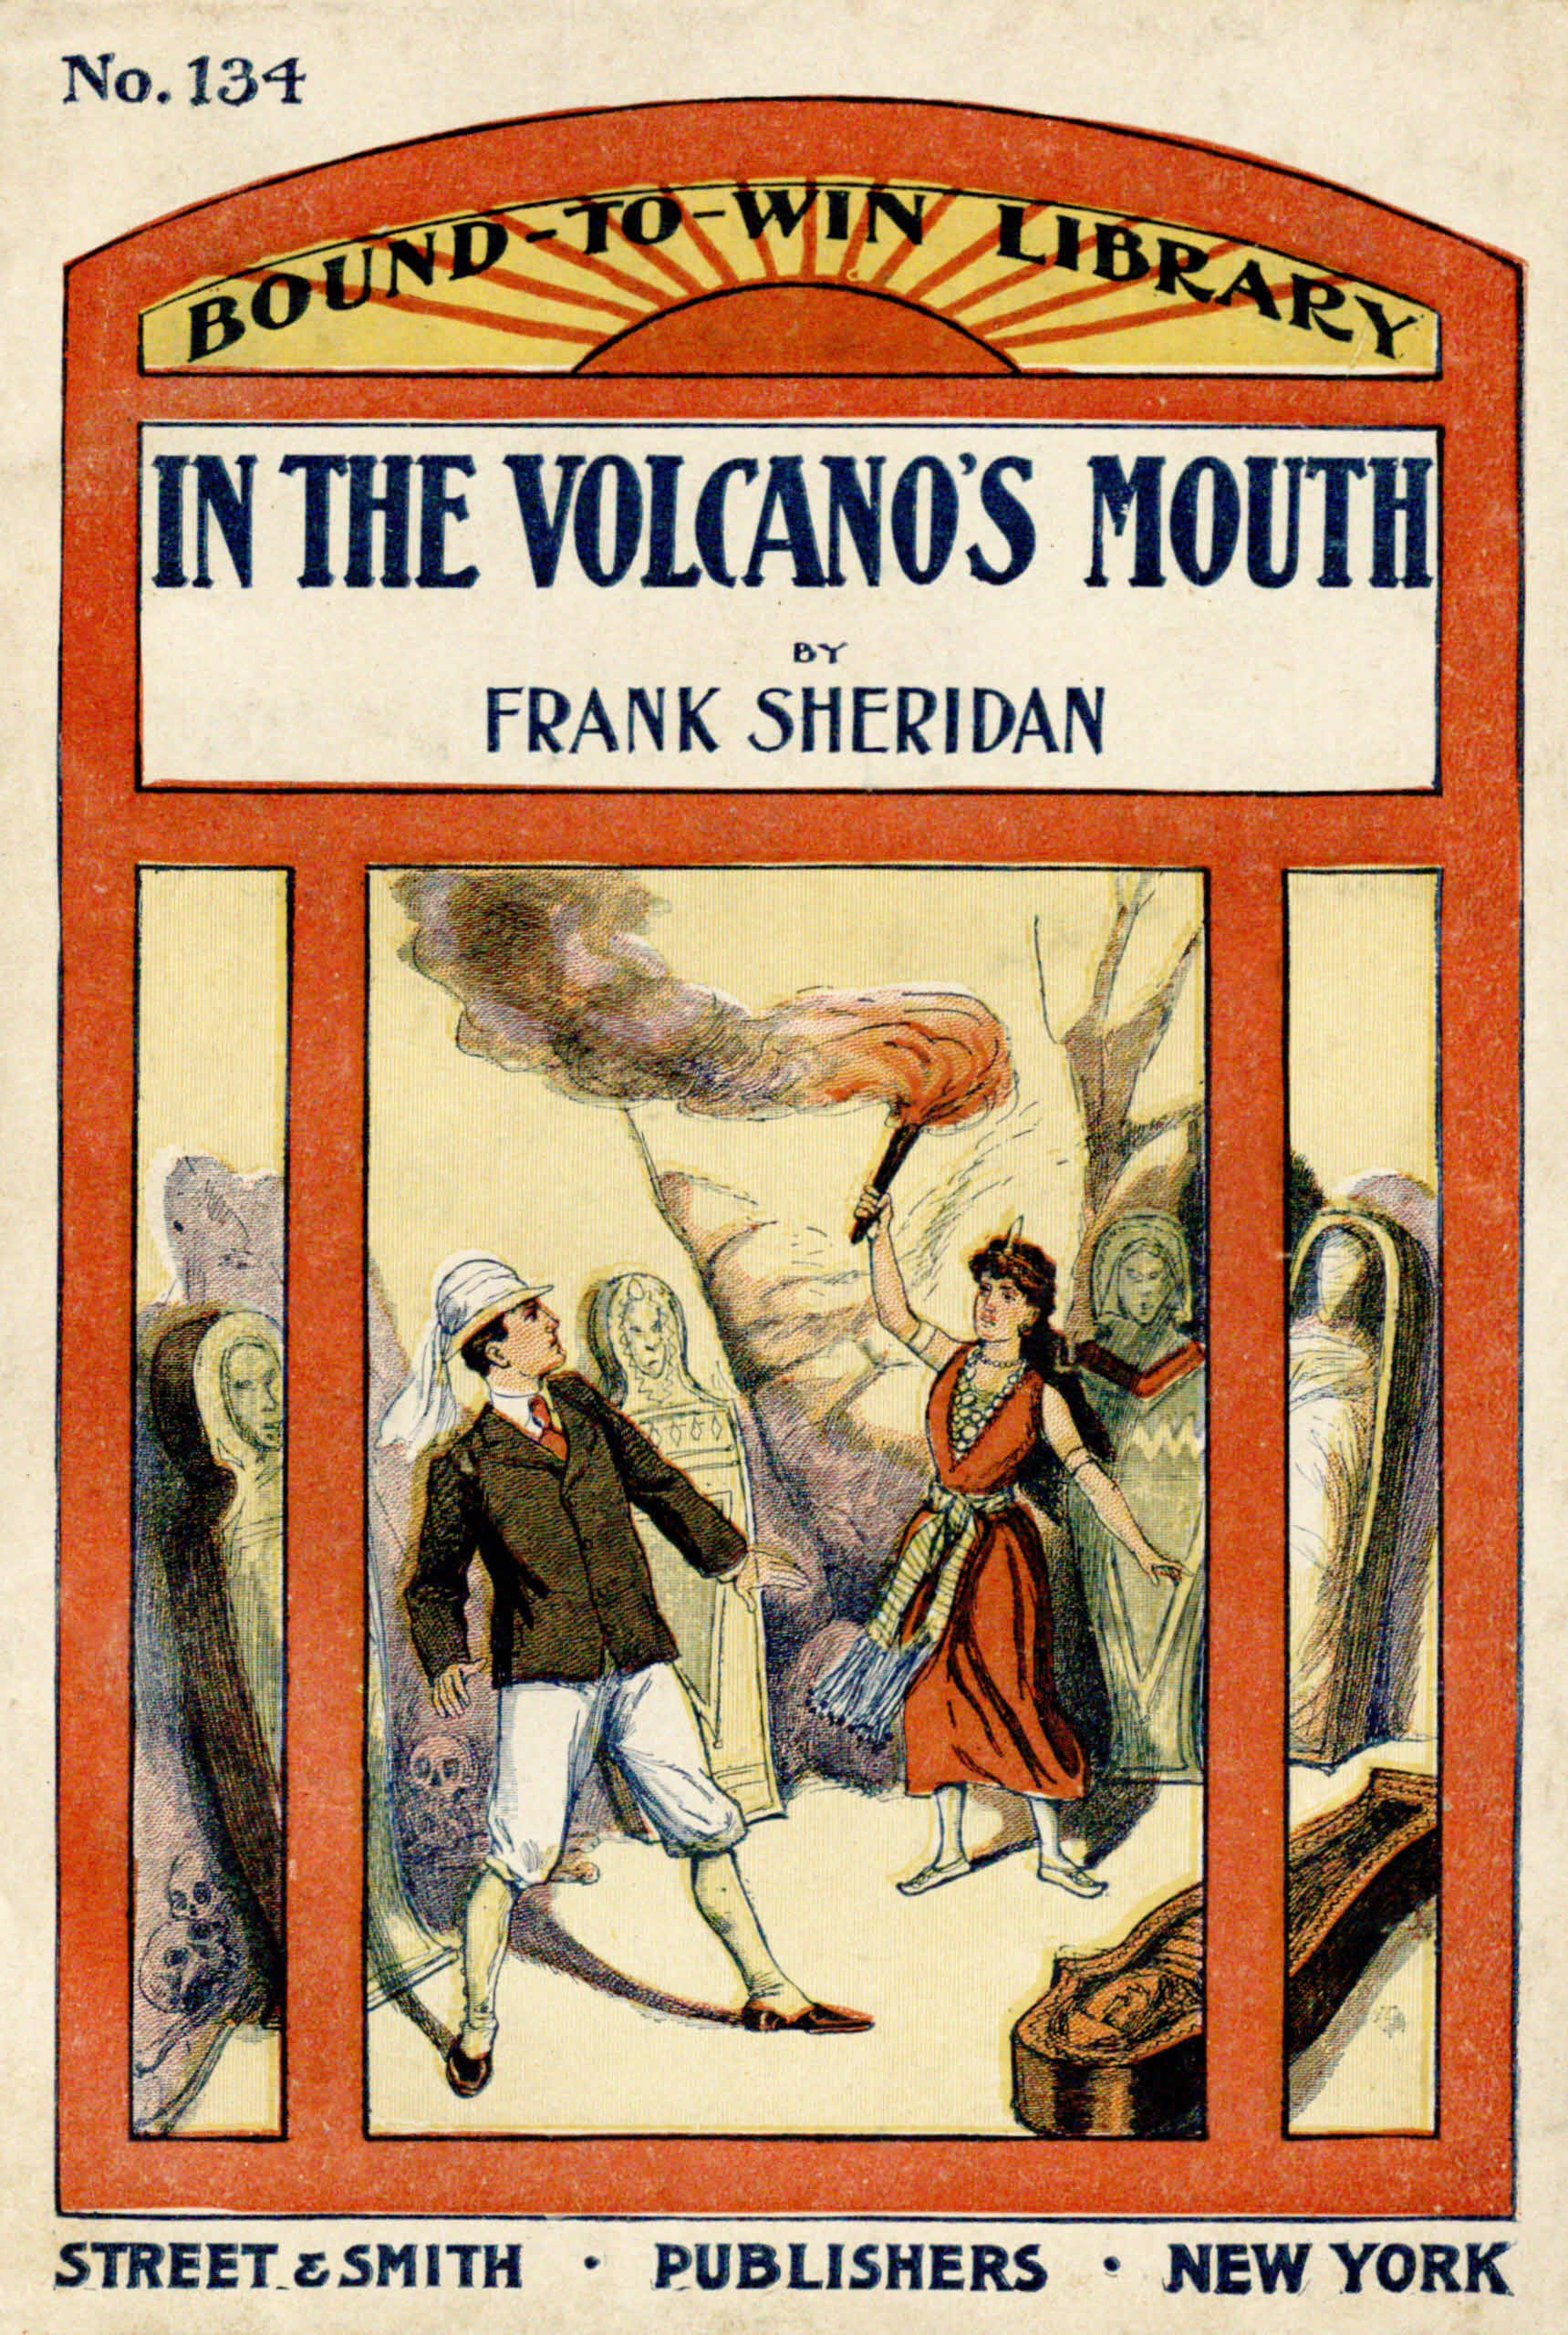 No. 134
BOUND-TO-WIN LIBRARY
IN THE VOLCANO'S MOUTH
BY
FRANK SHERIDAN
STREET & SMITH • PUBLISHERS • NEW YORK